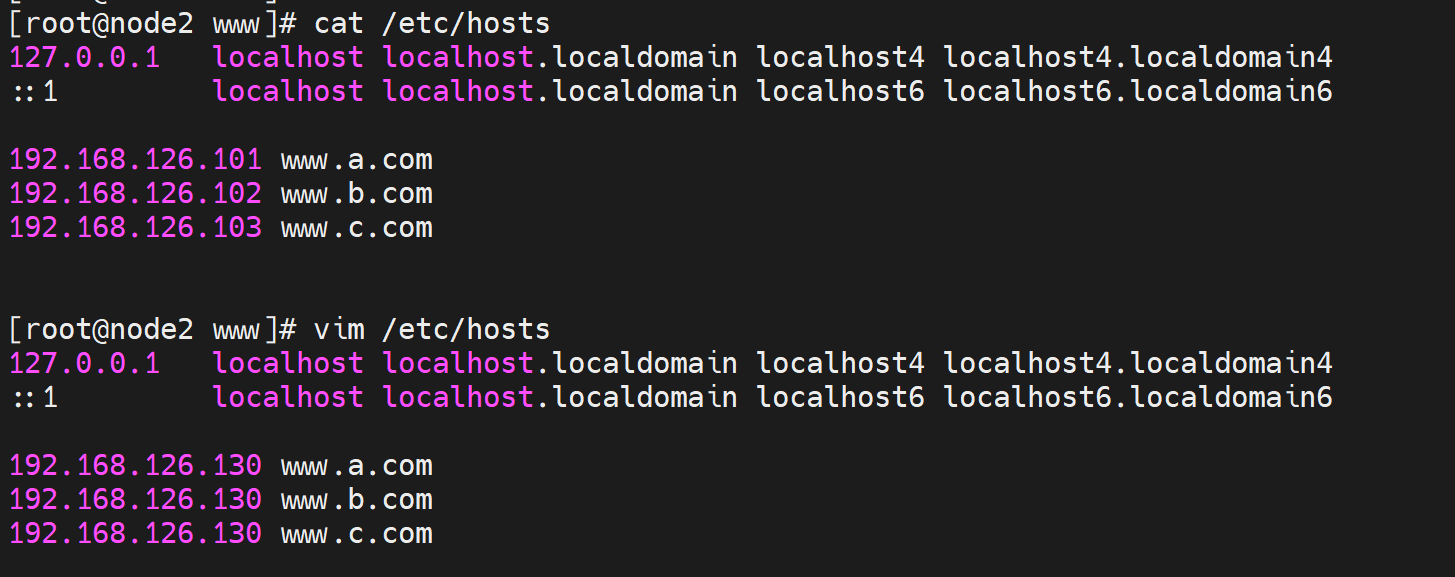 [root@node2 www]# cat /etc/hosts
127.0.0.1   localhost localhost.localdomain localhost4 localhost4.localdomain4
::1         localhost localhost.localdomain localhost6 localhost6.localdomain6
192.168.126.101 www.a.com
192.168.126.102 www.b.com
192.168.126.103 www.c.com
[root@node2 www]# vim /etc/hosts
127.0.0.1   localhost localhost.localdomain localhost4 localhost4.localdomain4
::1         localhost localhost.localdomain localhost6 localhost6.localdomain6
192.168.126.130 www.a.com
192.168.126.130 www.b.com
192.168.126.130 www.c.com